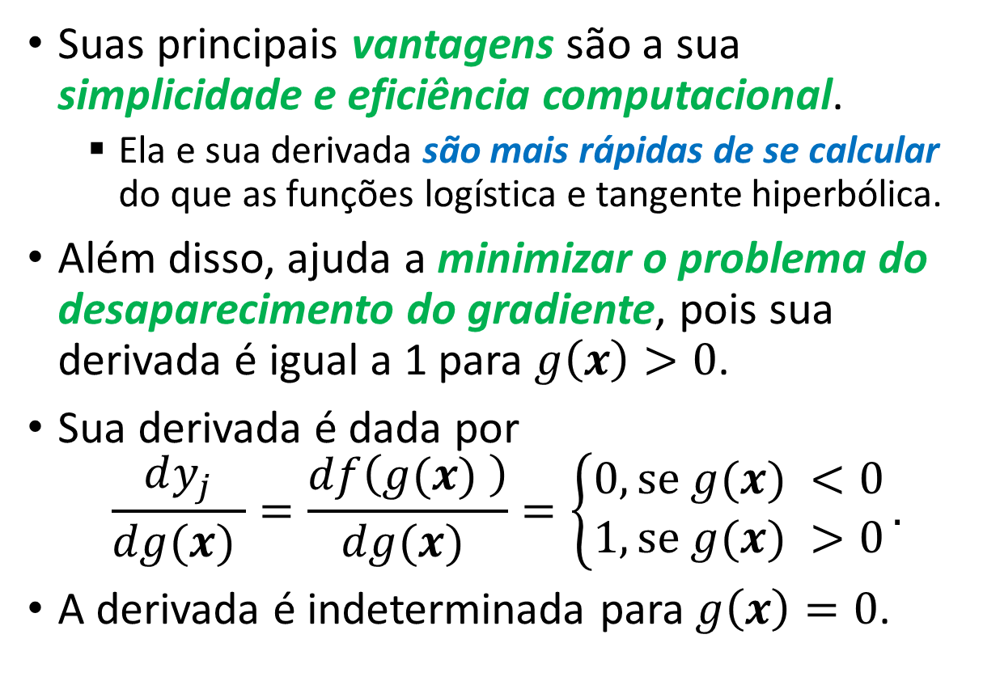 • Suas principais vantagens são a sua
simplicidade e eficiência computacional.
▪ Ela e sua derivada são mais rápidas de se calcular
do que as funções logística e tangente hiperbólica.
• Além disso, ajuda a minimizar o problema do
desaparecimento do gradiente, pois sua
derivada é igual a 1 para g(x) > 0.
• Sua derivada é dada por
dy_j / dg(x) = df(g(x)) / dg(x) = { 0, se g(x) < 0
1, se g(x) > 0 .
• A derivada é indeterminada para g(x) = 0.